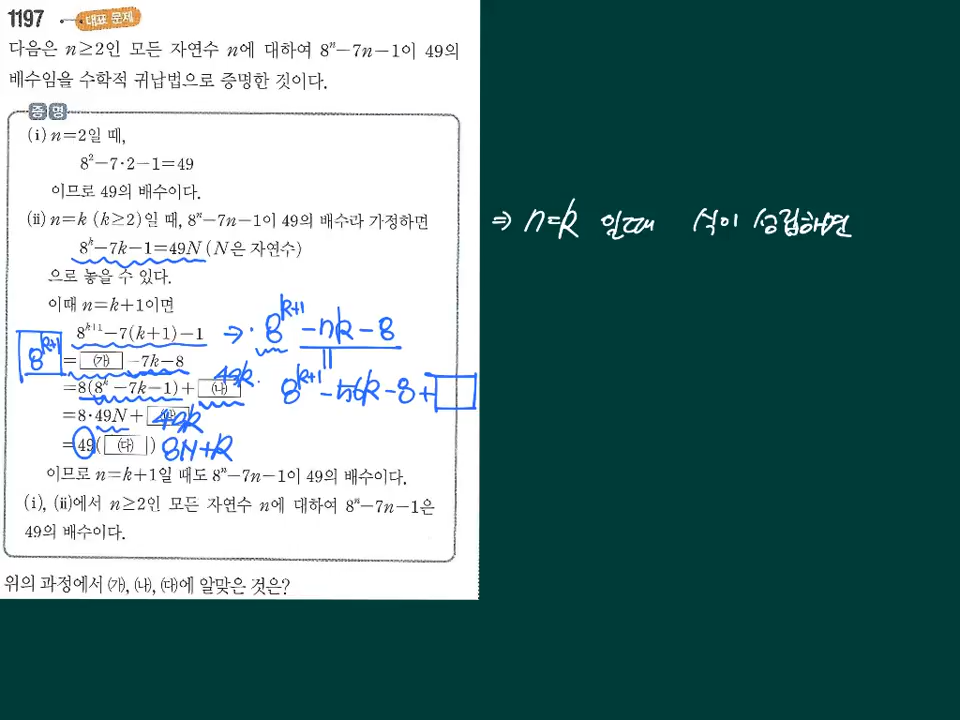 1197 대표 문제
다음은 n≥2인 모든 자연수 n에 대하여 8ⁿ−7n−1이 49의
배수임을 수학적 귀납법으로 증명한 것이다.
증명
(i) n=2일 때,
8²−7·2−1=49
이므로 49의 배수이다.
(ii) n=k (k≥2)일 때, 8ⁿ−7n−1이 49의 배수라 가정하면
⇒ n=k 일때 식이 성립하면
8ᵏ−7k−1=49N (N은 자연수)
으로 놓을 수 있다.
이때 n=k+1이면
8ᵏ⁺¹−7(k+1)−1 → 8ᵏ⁺¹−7k−8
8ᵏ⁺¹ = (가) −7k−8
=8(8ᵏ−7k−1)+ (나) 49k 8ᵏ⁺¹−56k−8+
=8·49N+ (나) 49k
=49( (다) ) 8N+k
이므로 n=k+1일 때도 8ⁿ−7n−1이 49의 배수이다.
(i), (ii)에서 n≥2인 모든 자연수 n에 대하여 8ⁿ−7n−1은
49의 배수이다.
위의 과정에서 (가), (나), (다)에 알맞은 것은?